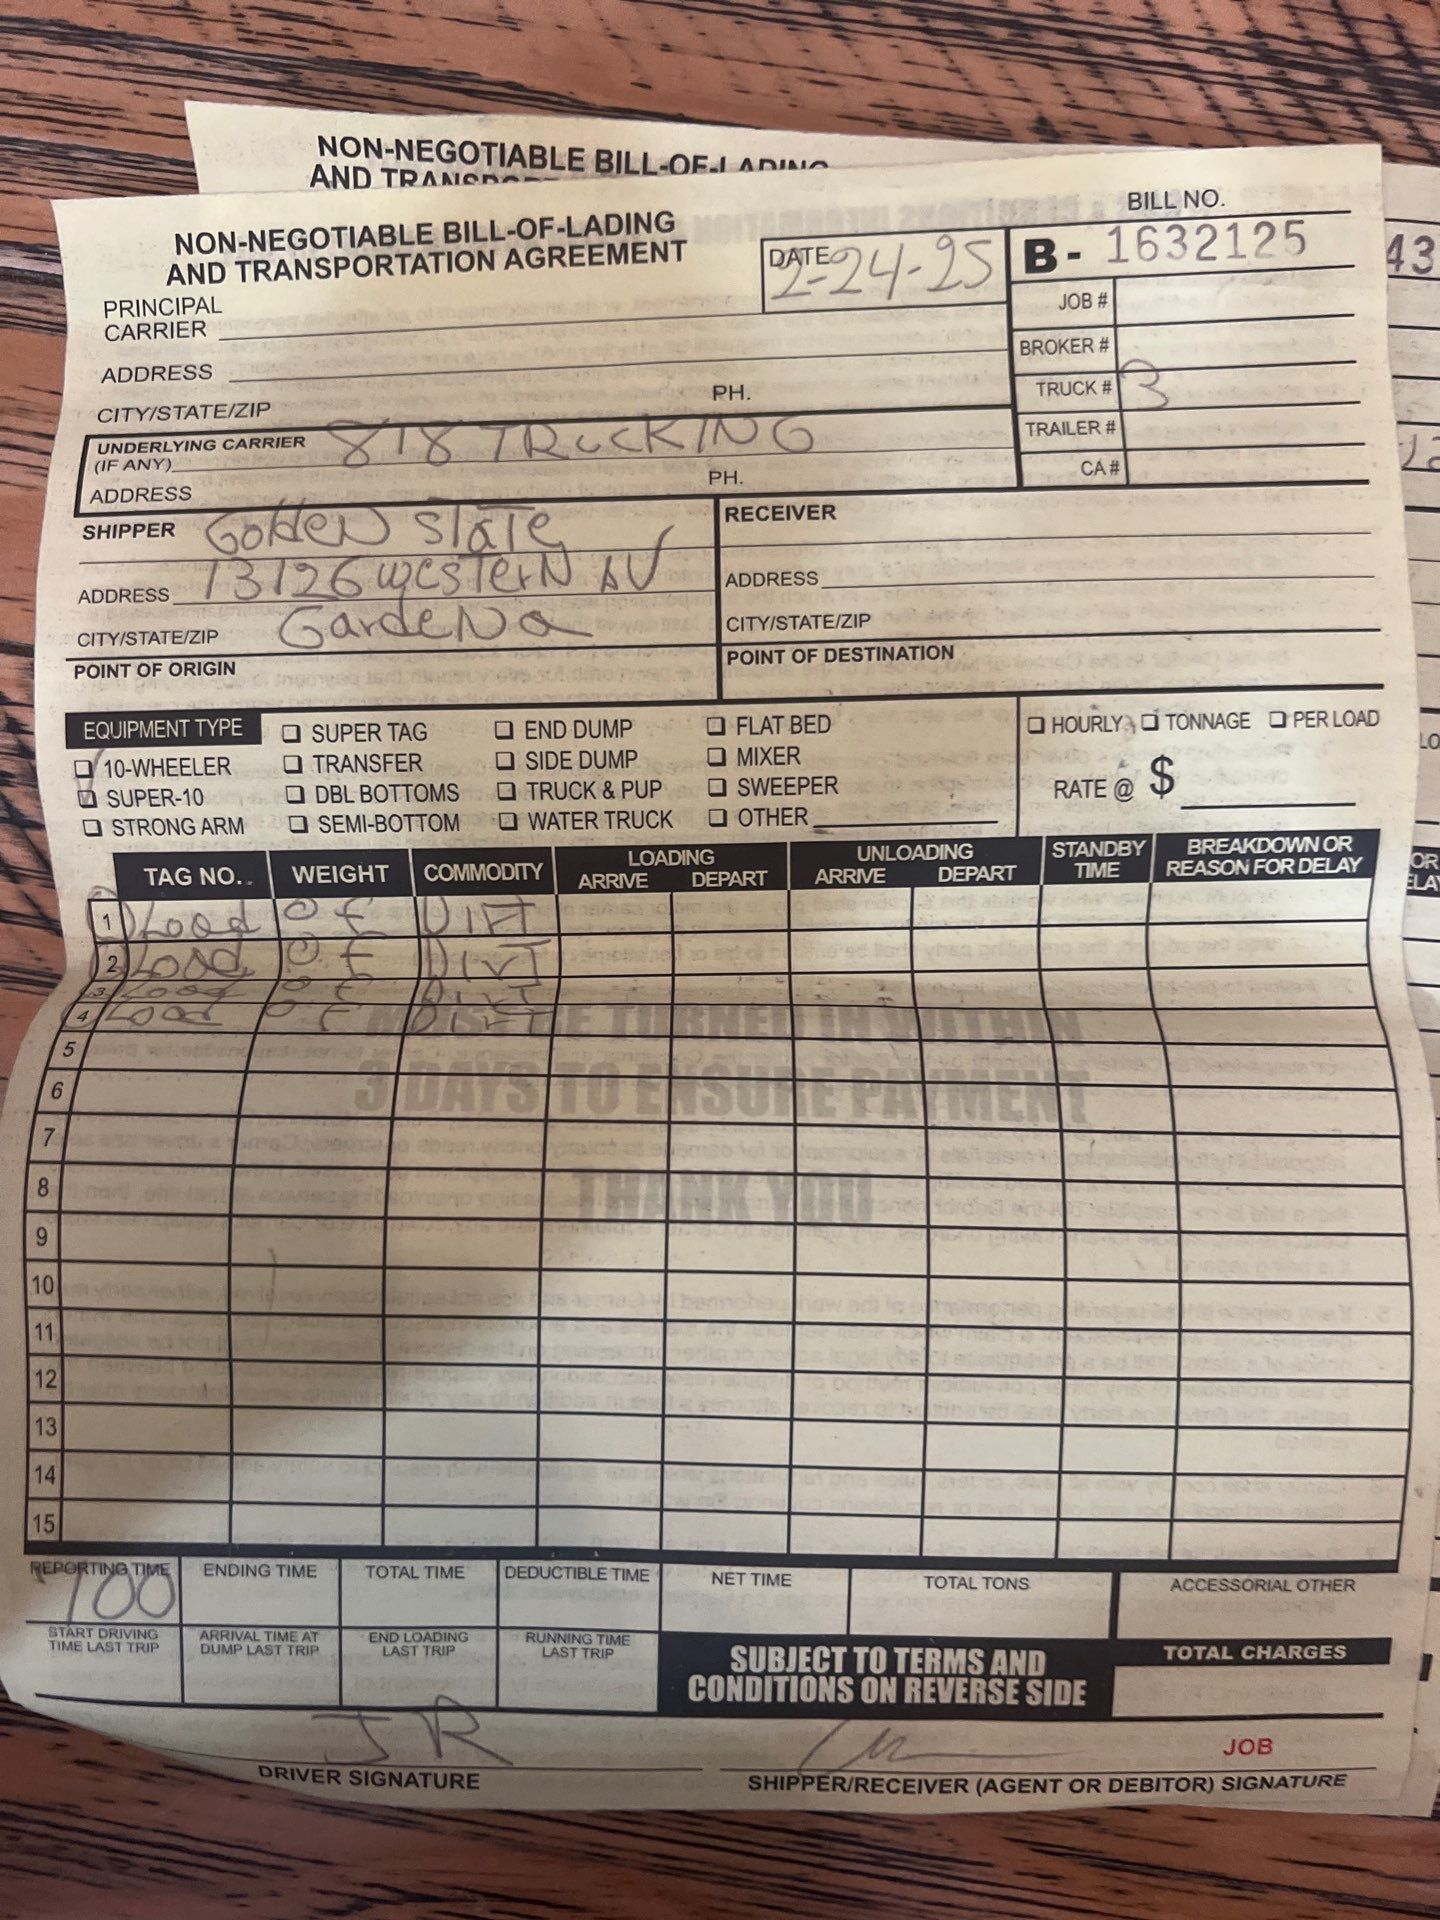 NON-NEGOTIABLE BILL-OF-LADING
NON-NEGOTIABLE BILL-OF-LADING
AND TRANSPORTATION AGREEMENT
DATE 2-24-25
BILL NO.
B- 1632125
43
PRINCIPAL
CARRIER
JOB #
ADDRESS
BROKER #
CITY/STATE/ZIP PH.
TRUCK # 3
UNDERLYING CARRIER 818 TRUCKING
(IF ANY)
TRAILER #
ADDRESS PH.
CA #
SHIPPER Golden STATE
RECEIVER
ADDRESS 13126 WESTERN AV
ADDRESS
CITY/STATE/ZIP GardeNa
CITY/STATE/ZIP
POINT OF ORIGIN
POINT OF DESTINATION
EQUIPMENT TYPE
10-WHEELER
SUPER-10
STRONG ARM
SUPER TAG
TRANSFER
DBL BOTTOMS
SEMI-BOTTOM
END DUMP
SIDE DUMP
TRUCK & PUP
WATER TRUCK
FLAT BED
MIXER
SWEEPER
OTHER
HOURLY TONNAGE PER LOAD
RATE @ $
TAG NO. WEIGHT COMMODITY LOADING ARRIVE DEPART UNLOADING ARRIVE DEPART STANDBY TIME BREAKDOWN OR REASON FOR DELAY
1 Load OF DIRT
2 Load OF DIRT
3 Load OF DIRT
4 Load OF DIRT
5
6
7
8
9
10
11
12
13
14
15
MUST BE TURNED IN WITHIN
3 DAYS TO ENSURE PAYMENT
THANK YOU
REPORTING TIME ENDING TIME TOTAL TIME DEDUCTIBLE TIME NET TIME TOTAL TONS ACCESSORIAL OTHER
700
START DRIVING TIME LAST TRIP
ARRIVAL TIME AT DUMP LAST TRIP
END LOADING LAST TRIP
RUNNING TIME LAST TRIP
SUBJECT TO TERMS AND
CONDITIONS ON REVERSE SIDE
TOTAL CHARGES
JR
JOB
DRIVER SIGNATURE
SHIPPER/RECEIVER (AGENT OR DEBITOR) SIGNATURE